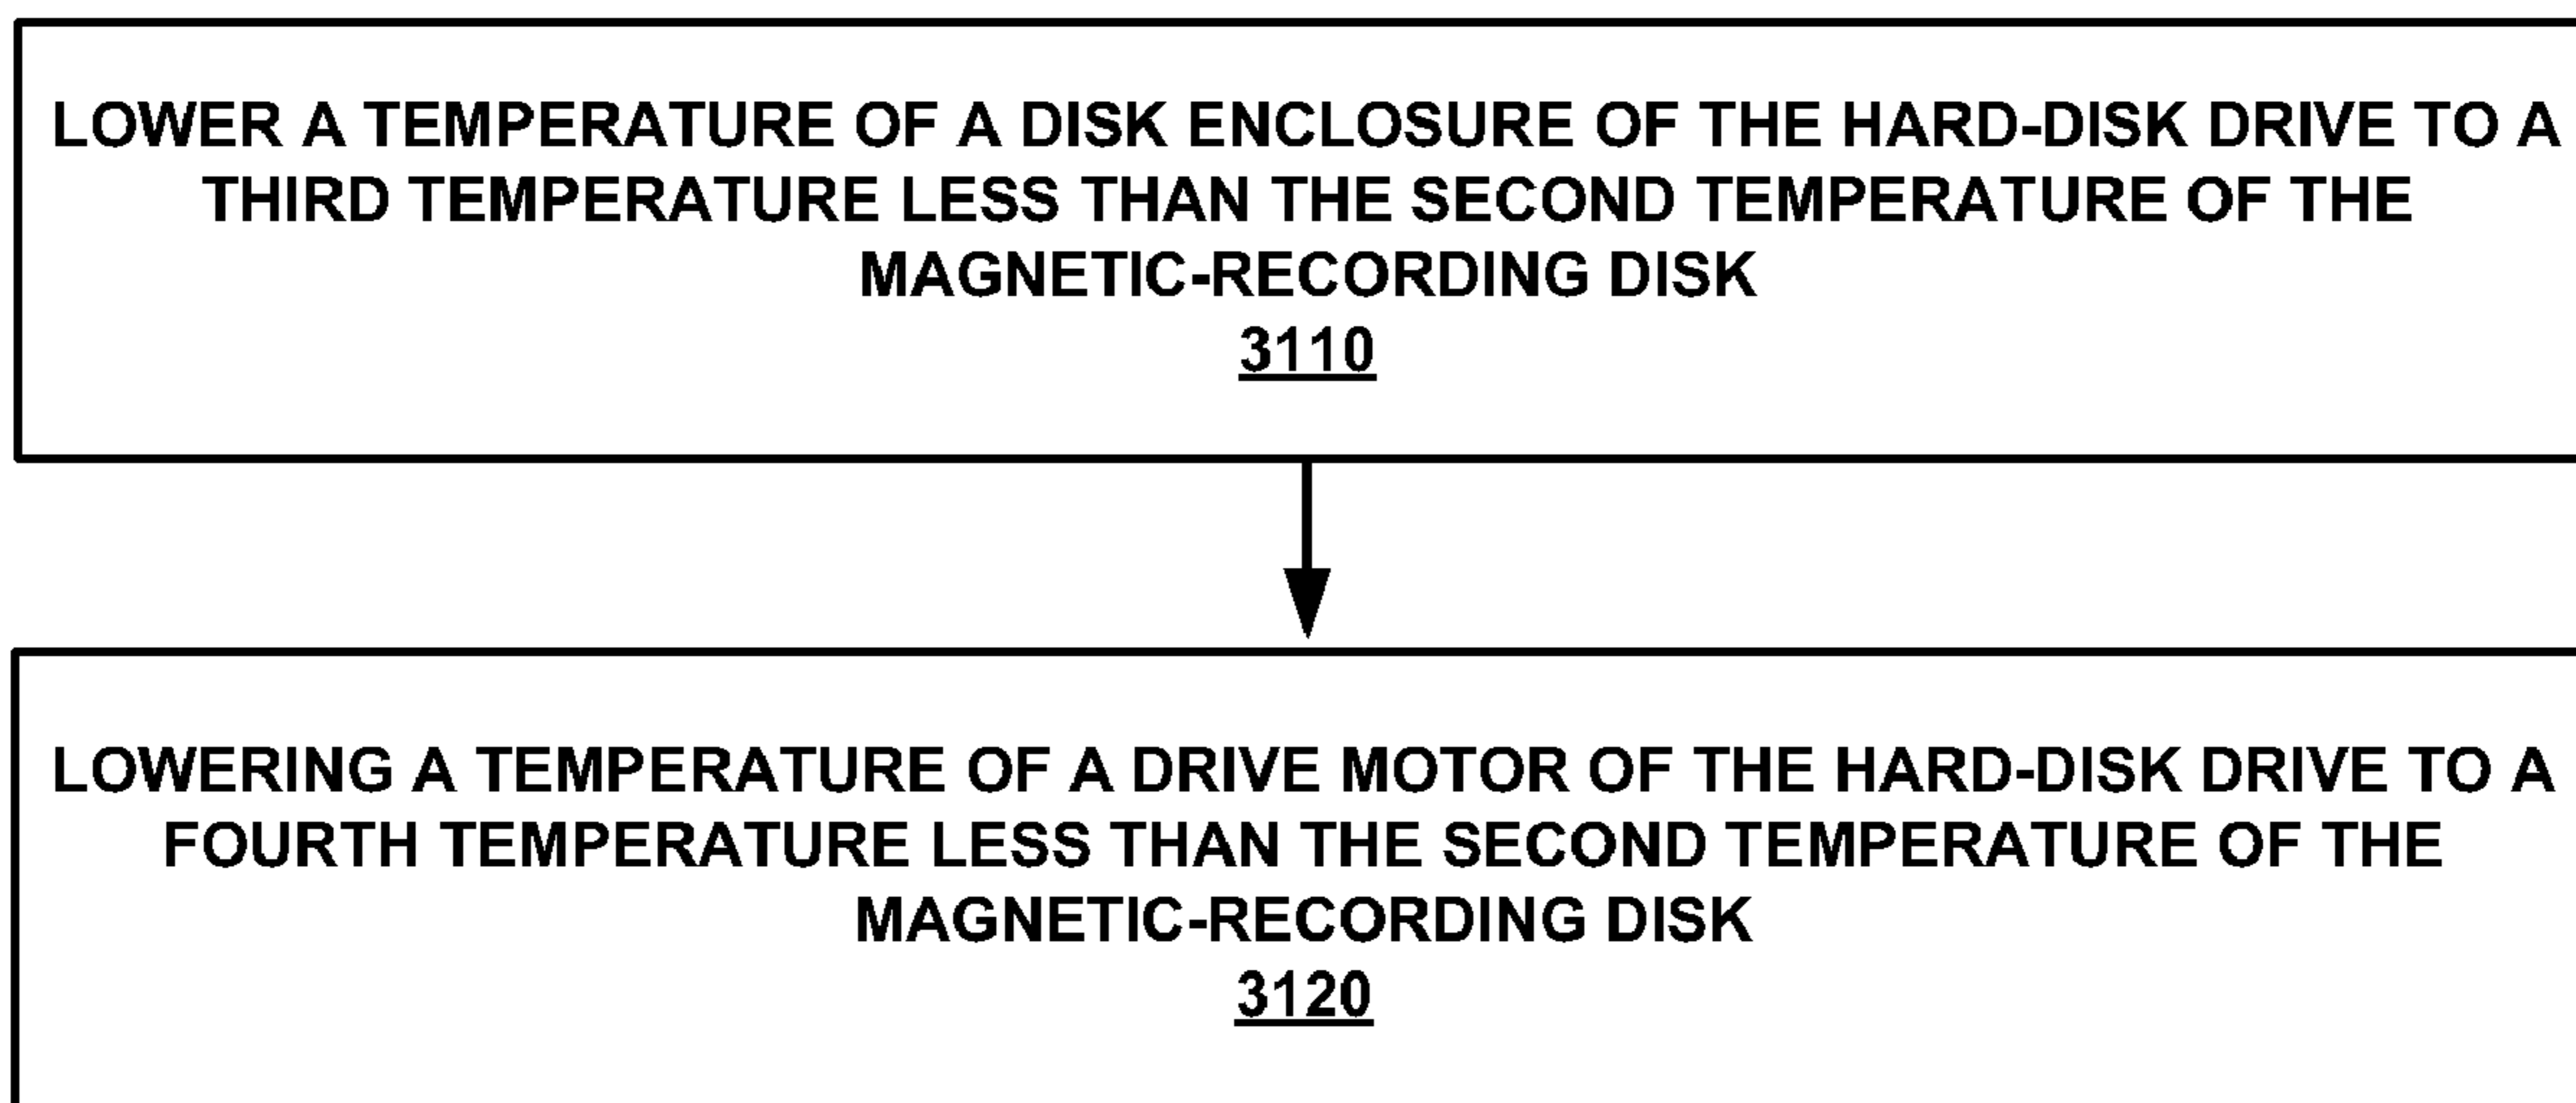 LOWER A TEMPERATURE OF A DISK ENCLOSURE OF THE HARD-DISK DRIVE TO A
THIRD TEMPERATURE LESS THAN THE SECOND TEMPERATURE OF THE
MAGNETIC-RECORDING DISK
3110
LOWERING A TEMPERATURE OF A DRIVE MOTOR OF THE HARD-DISK DRIVE TO A
FOURTH TEMPERATURE LESS THAN THE SECOND TEMPERATURE OF THE
MAGNETIC-RECORDING DISK
3120